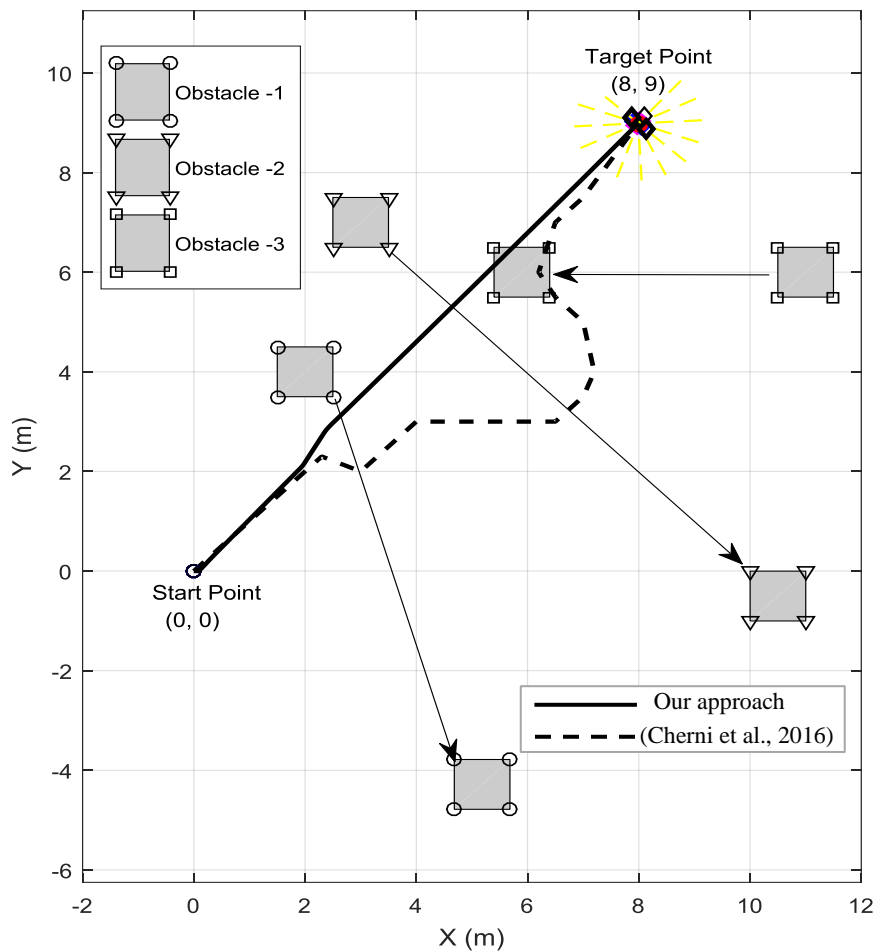 Obstacle -1
Obstacle -2
Obstacle -3
Target Point
(8, 9)
Start Point
(0, 0)
Our approach
(Cherni et al., 2016)
10
8
6
4
2
0
-2
-4
-6
Y (m)
-2
0
2
4
6
8
10
12
X (m)